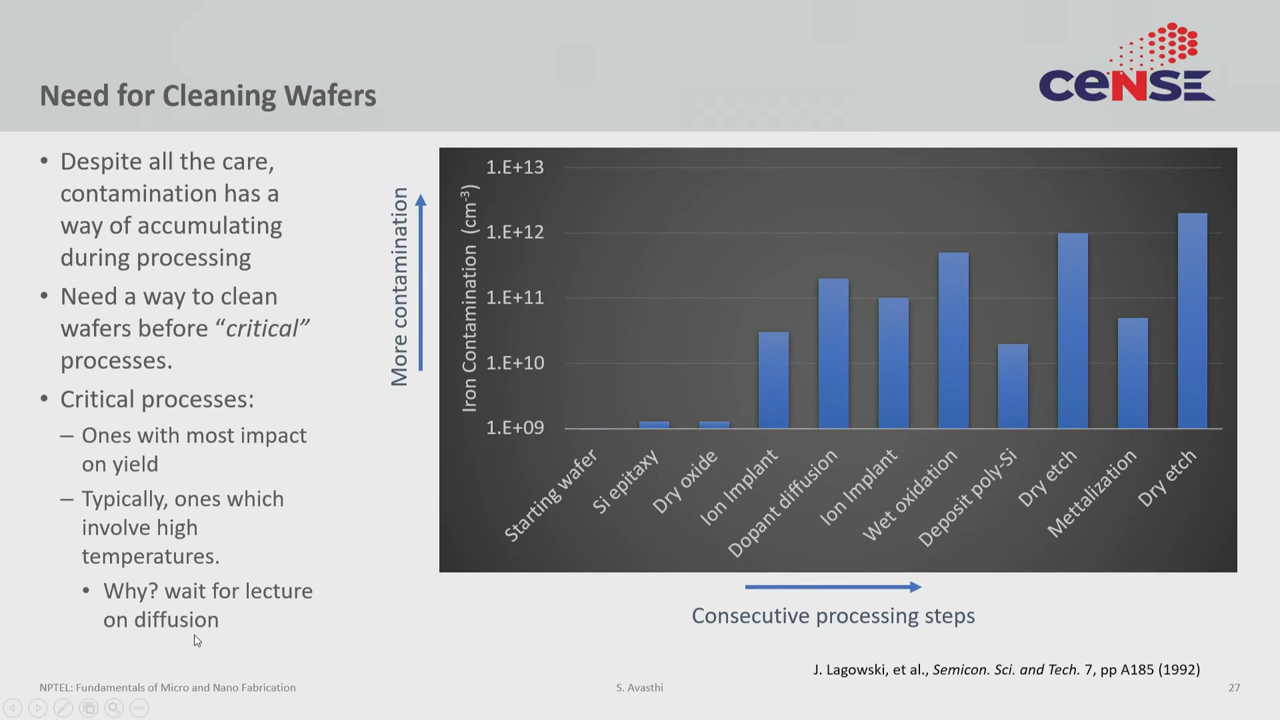 Need for Cleaning Wafers
CeNSE
• Despite all the care,
contamination has a
way of accumulating
during processing
• Need a way to clean
wafers before “critical”
processes.
• Critical processes:
– Ones with most impact
on yield
– Typically, ones which
involve high
temperatures.
• Why? wait for lecture
on diffusion
More contamination
Iron Contamination (cm-3)
1.E+13
1.E+12
1.E+11
1.E+10
1.E+09
Starting wafer
Si epitaxy
Dry oxide
Ion Implant
Dopant diffusion
Ion Implant
Wet oxidation
Deposit poly-Si
Dry etch
Mettalization
Dry etch
Consecutive processing steps
J. Lagowski, et al., Semicon. Sci. and Tech. 7, pp A185 (1992)
NPTEL: Fundamentals of Micro and Nano Fabrication
S. Avasthi
27